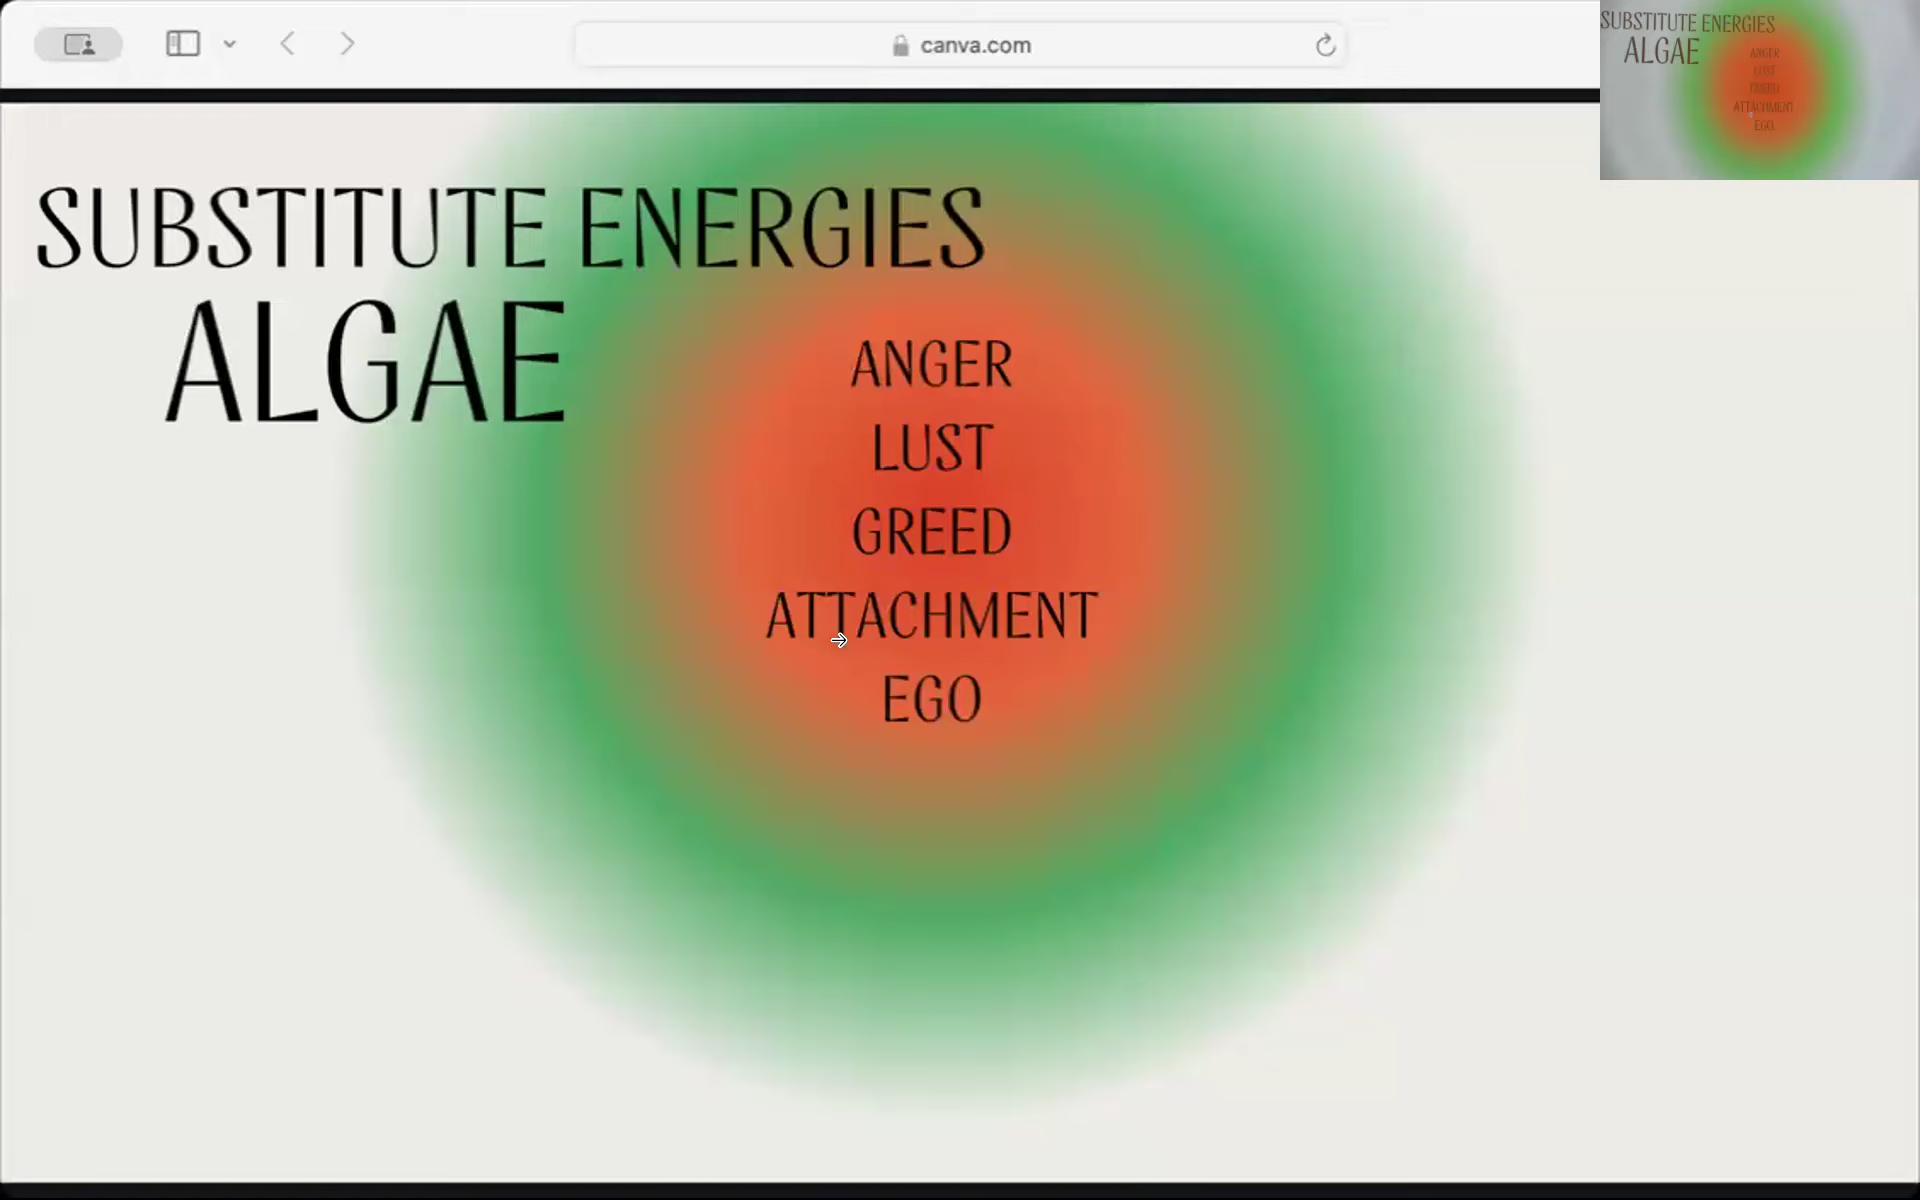 canva.com
SUBSTITUTE ENERGIES
ALGAE
ANGER
LUST
GREED
ATTACHMENT
EGO
SUBSTITUTE ENERGIES
ALGAE
ANGER
LUST
GREED
ATTACHMENT
EGO